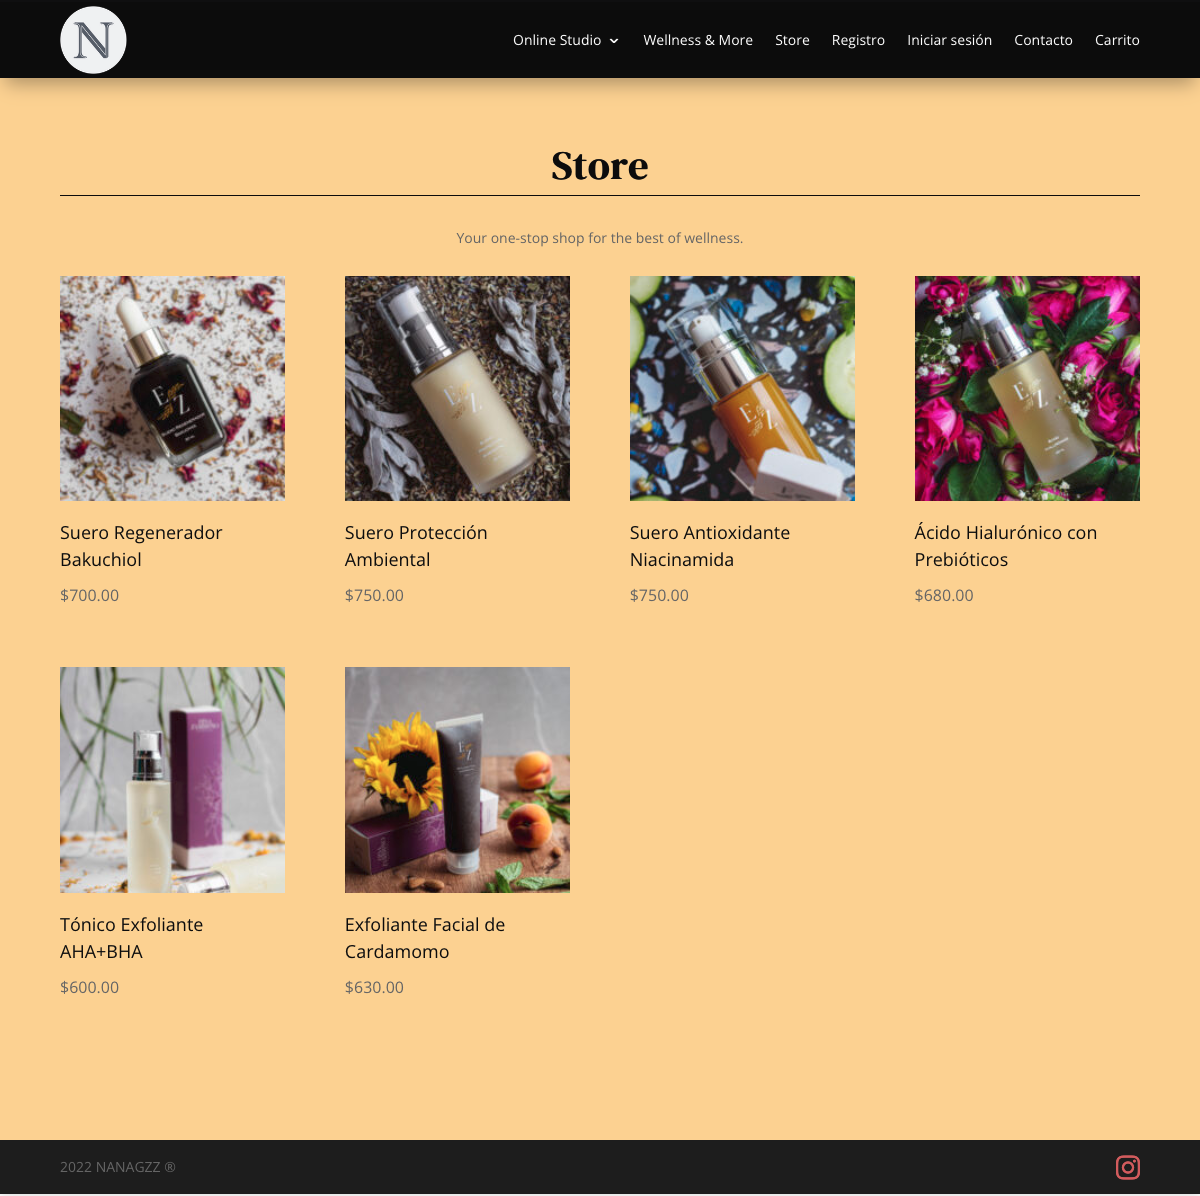 N
Online Studio
Wellness & More
Store
Registro
Iniciar sesión
Contacto
Carrito
Store
Your one-stop shop for the best of wellness.
E
Z
E
Z
E
Z
E
Z
Suero Regenerador
Bakuchiol
$700.00
Suero Protección
Ambiental
$750.00
Suero Antioxidante
Niacinamida
$750.00
Ácido Hialurónico con
Prebióticos
$680.00
E
Z
Tónico Exfoliante
AHA+BHA
$600.00
Exfoliante Facial de
Cardamomo
$630.00
2022 NANAGZZ ®